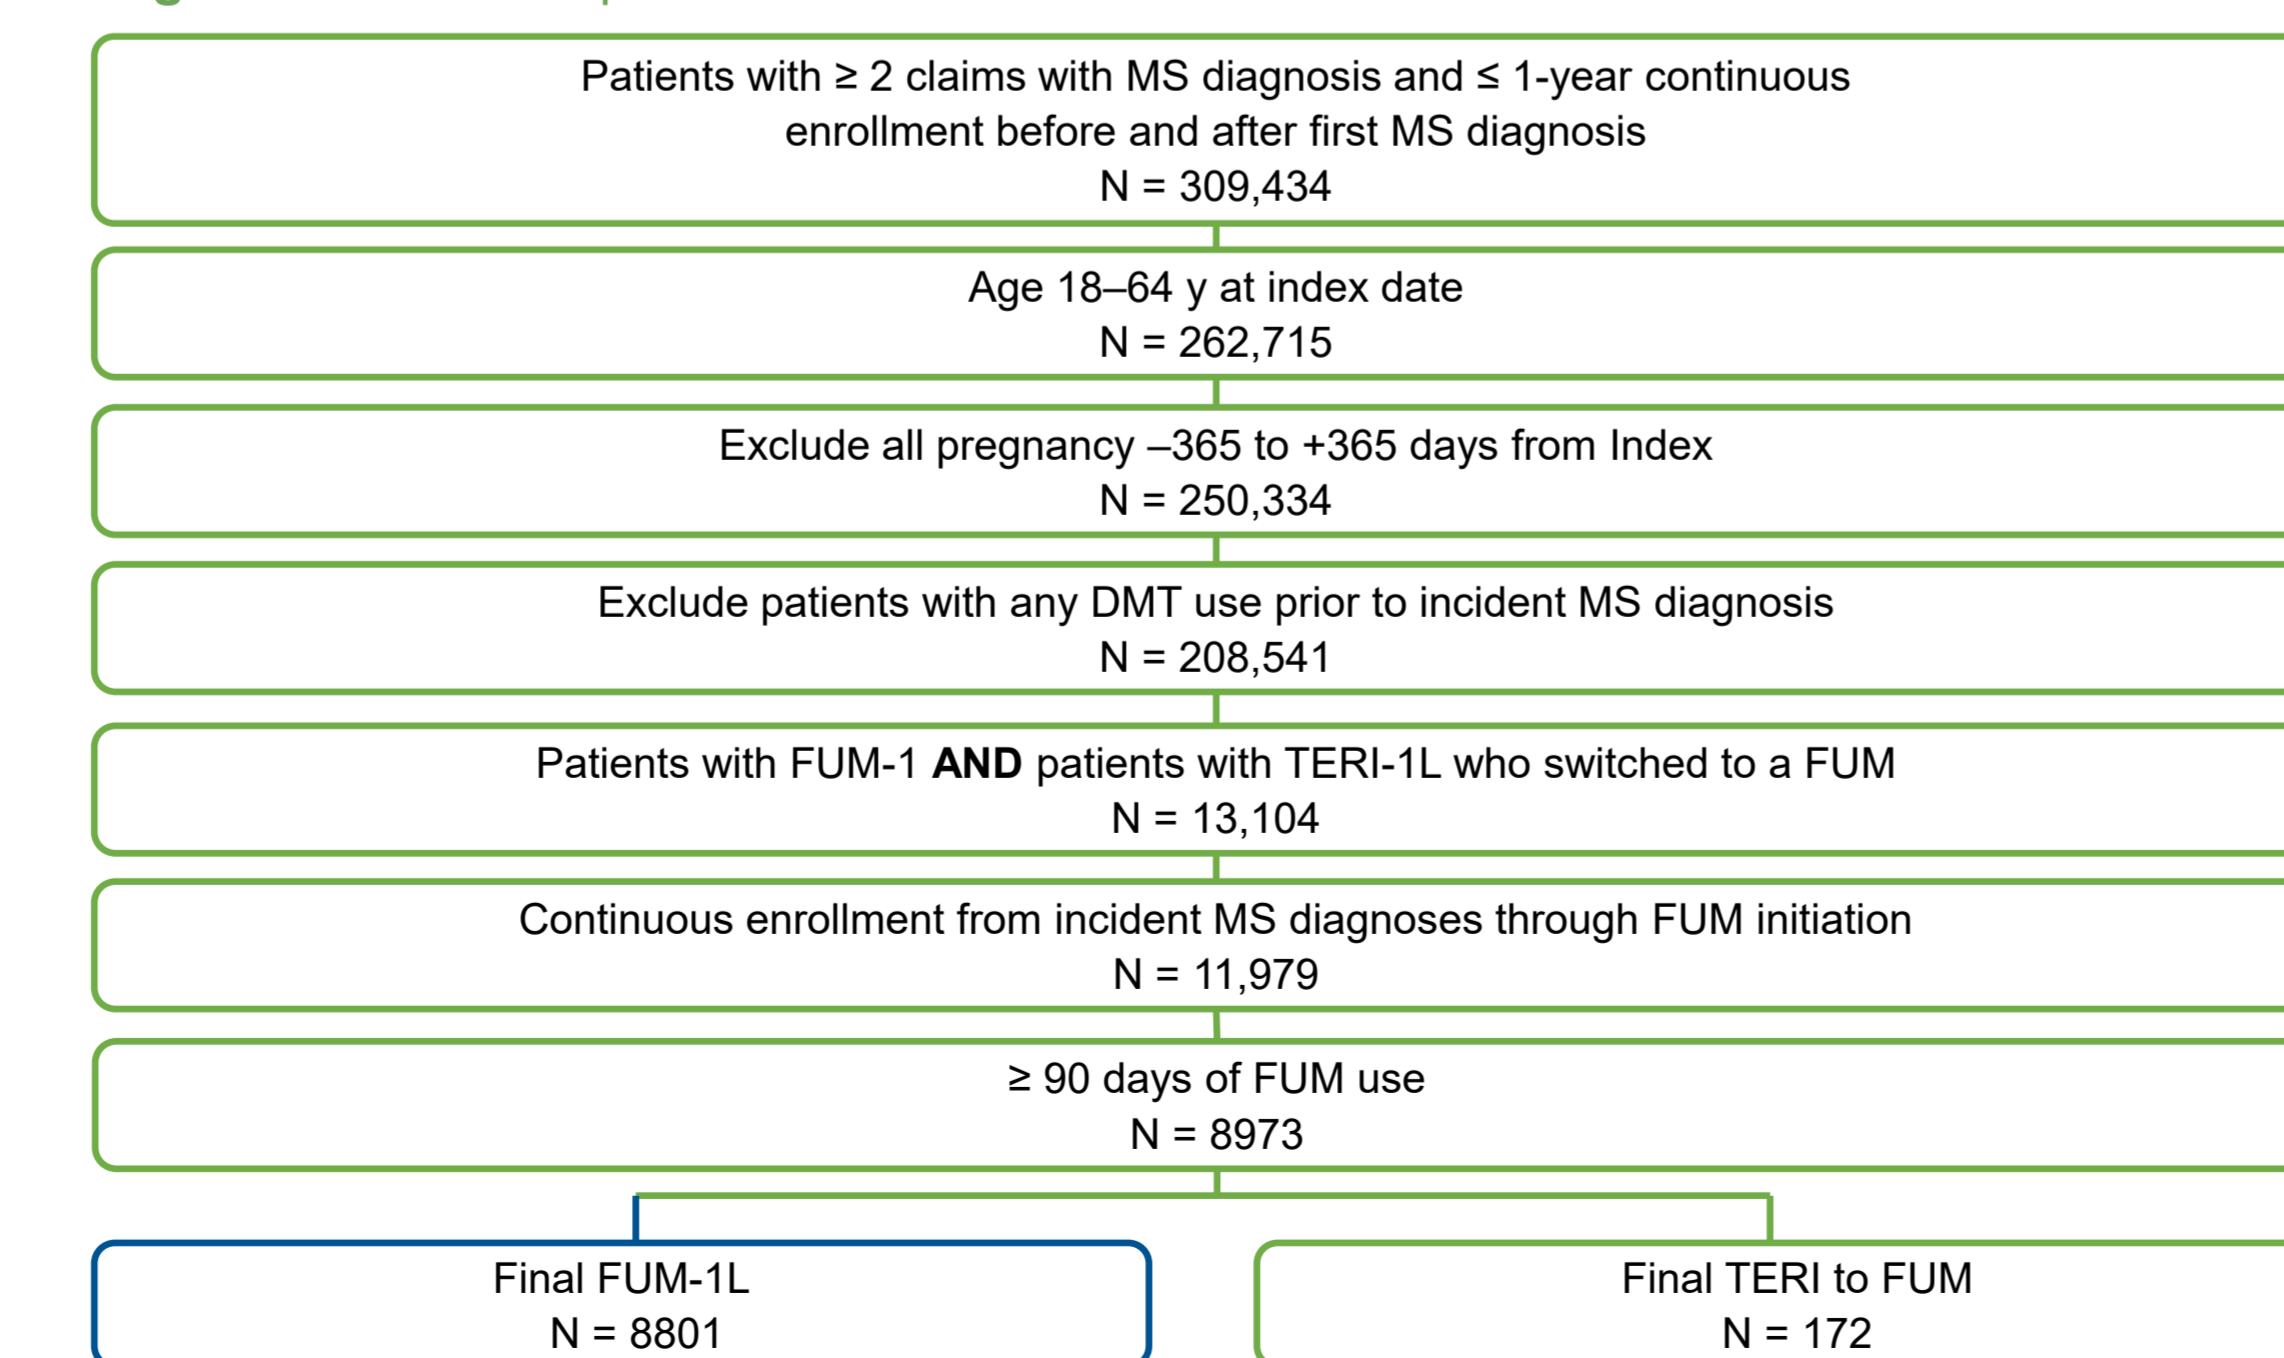 Patients with ≥ 2 claims with MS diagnosis and ≤ 1-year continuous
enrollment before and after first MS diagnosis
N = 309,434
Age 18–64 y at index date
N = 262,715
Exclude all pregnancy –365 to +365 days from Index
N = 250,334
Exclude patients with any DMT use prior to incident MS diagnosis
N = 208,541
Patients with FUM-1 AND patients with TERI-1L who switched to a FUM
N = 13,104
Continuous enrollment from incident MS diagnoses through FUM initiation
N = 11,979
≥ 90 days of FUM use
N = 8973
Final FUM-1L
N = 8801
Final TERI to FUM
N = 172